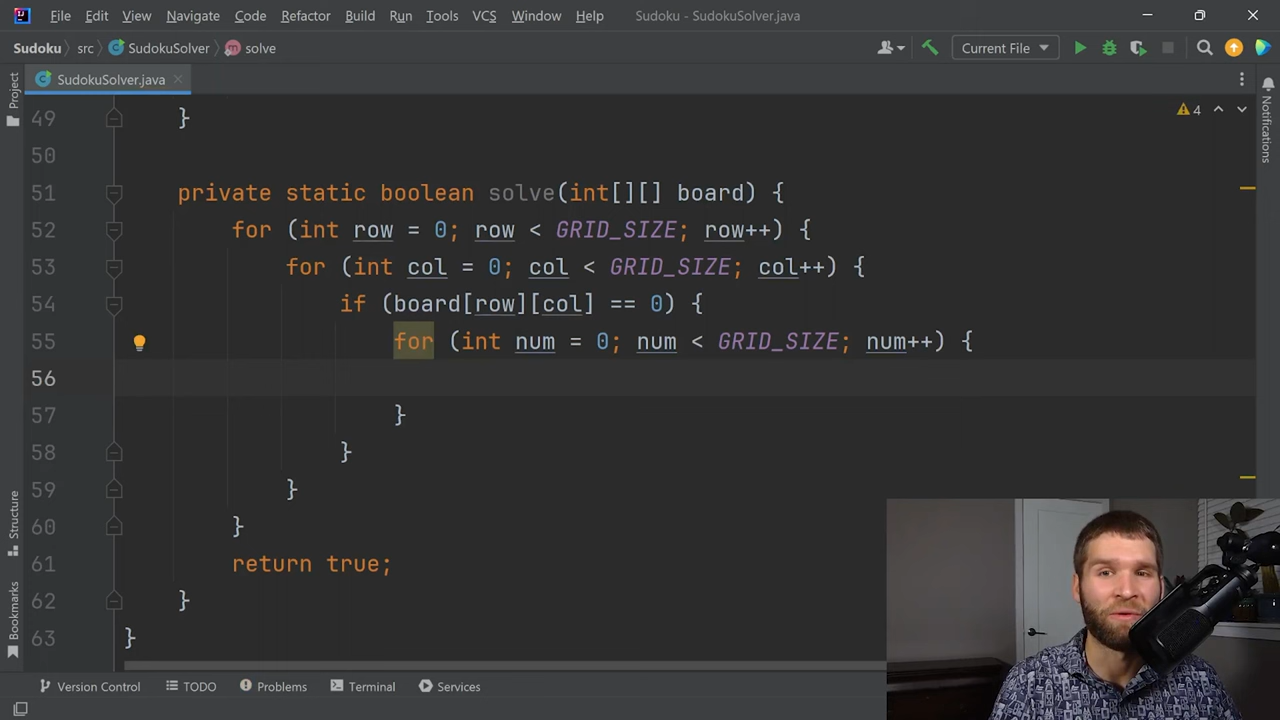 File Edit View Navigate Code Refactor Build Run Tools VCS Window Help Sudoku - SudokuSolver.java
Sudoku src SudokuSolver solve Current File
Project
SudokuSolver.java
Notifications
4
49 }
50
51 private static boolean solve(int[][] board) {
52 for (int row = 0; row < GRID_SIZE; row++) {
53 for (int col = 0; col < GRID_SIZE; col++) {
54 if (board[row][col] == 0) {
55 for (int num = 0; num < GRID_SIZE; num++) {
56
57 }
58 }
59 }
60 }
61 return true;
62 }
63 }
Structure
Bookmarks
Version Control TODO Problems Terminal Services